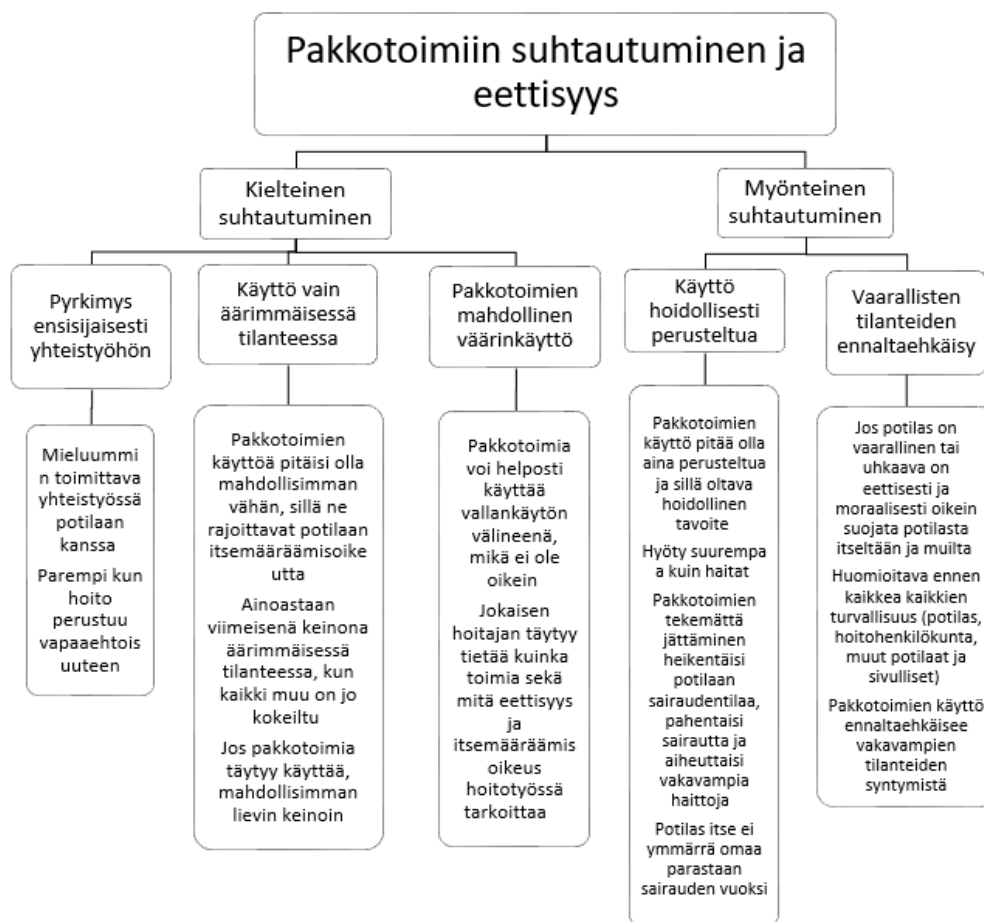 Pakkotoimiin suhtautuminen ja
eettisyys
Kielteinen
suhtautuminen
Myönteinen
suhtautuminen
Pyrkimys
ensisijaisesti
yhteistyöhön
Käyttö vain
äärimmäisessä
tilanteessa
Pakkotoimien
mahdollinen
väärinkäyttö
Käyttö
hoidollisesti
perusteltua
Vaarallisten
tilanteiden
ennaltaehkäisy
Mieluummi
n toimittava
yhteistyössä
potilaan
kanssa
Parempi kun
hoito
perustuu
vapaaehtois
uuteen
Pakkotoimien
käyttöä pitäisi olla
mahdollisimman
vähän, sillä ne
rajoittavat potilaan
itsemääräämisoike
utta
Ainoastaan
viimeisenä keinona
äärimmäisessä
tilanteessa, kun
kaikki muu on jo
kokeiltu
Jos pakkotoimia
täytyy käyttää,
mahdollisimman
lievin keinoin
Pakkotoimia
voi helposti
käyttää
vallankäytön
välineenä,
mikä ei ole
oikein
Jokaisen
hoitajan täytyy
tietää kuinka
toimia sekä
mitä eettisyys
ja
itsemääräämis
oikeus
hoitotyössä
tarkoittaa
Pakkotoimien
käyttö pitää olla
aina perusteltua
ja sillä oltava
hoidollinen
tavoite
Hyöty suurempa
a kuin haitat
Pakkotoimien
tekemättä
jättäminen
heikentäisi
potilaan
sairaudentilaa,
pahentaisi
sairautta ja
aiheuttaisi
vakavampia
haittoja
Potilas itse ei
ymmärrä omaa
parastaan
sairauden vuoksi
Jos potilas on
vaarallinen tai
uhkaava on
eettisesti ja
moraalisesti oikein
suojata potilasta
itseltään ja muilta
Huomioitava ennen
kaikkea kaikkien
turvallisuus (potilas,
hoitohenkilökunta,
muut potilaat ja
sivulliset)
Pakkotoimien käyttö
ennaltaehkäisee
vakavampien
tilanteiden
syntymistä